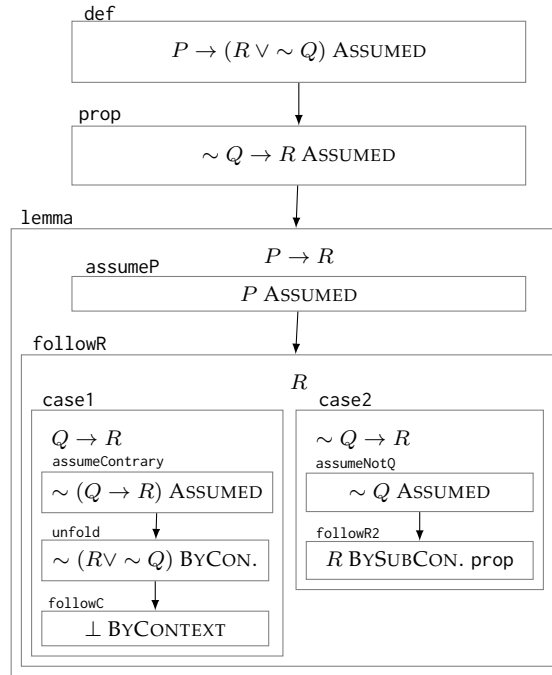 def
P → (R ∨ ∼ Q) ASSUMED
prop
∼ Q → R ASSUMED
lemma
P → R
assumeP
P ASSUMED
followR
R
case1
Q → R
assumeContrary
∼ (Q → R) ASSUMED
unfold
∼ (R∨ ∼ Q) BYCON.
followC
⊥ BYCONTEXT
case2
∼ Q → R
assumeNotQ
∼ Q ASSUMED
followR2
R BYSUBCON. prop